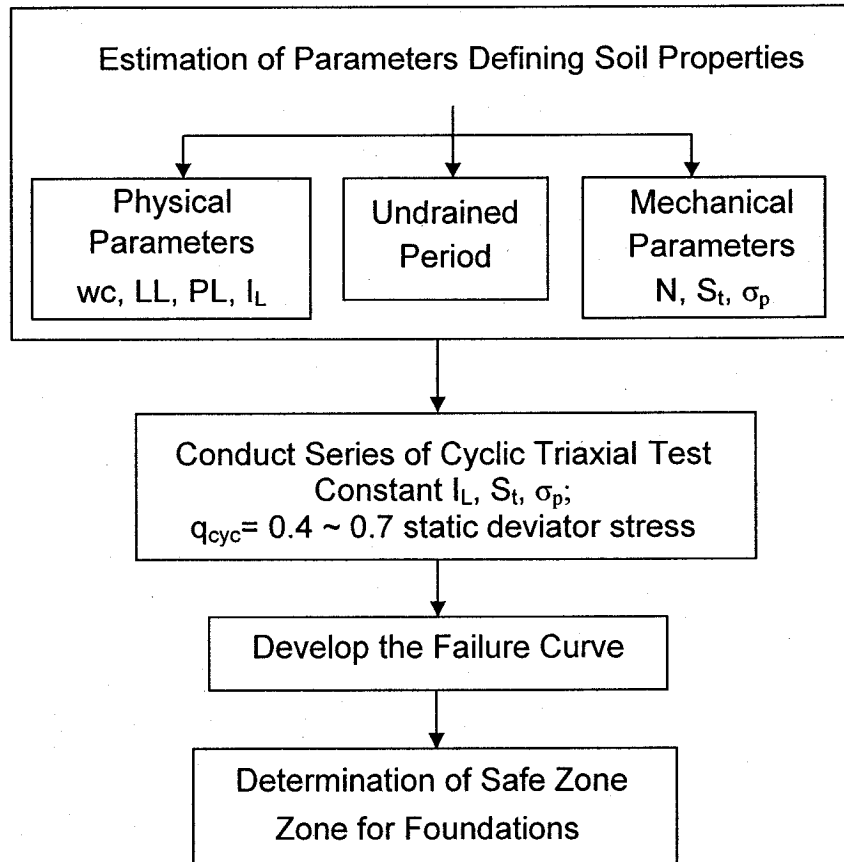 Estimation of Parameters Defining Soil Properties
Physical
Parameters
wc, LL, PL, I_L
Undrained
Period
Mechanical
Parameters
N, S_t, σ_p
Conduct Series of Cyclic Triaxial Test
Constant I_L, S_t, σ_p;
q_cyc= 0.4 ~ 0.7 static deviator stress
Develop the Failure Curve
Determination of Safe Zone
Zone for Foundations